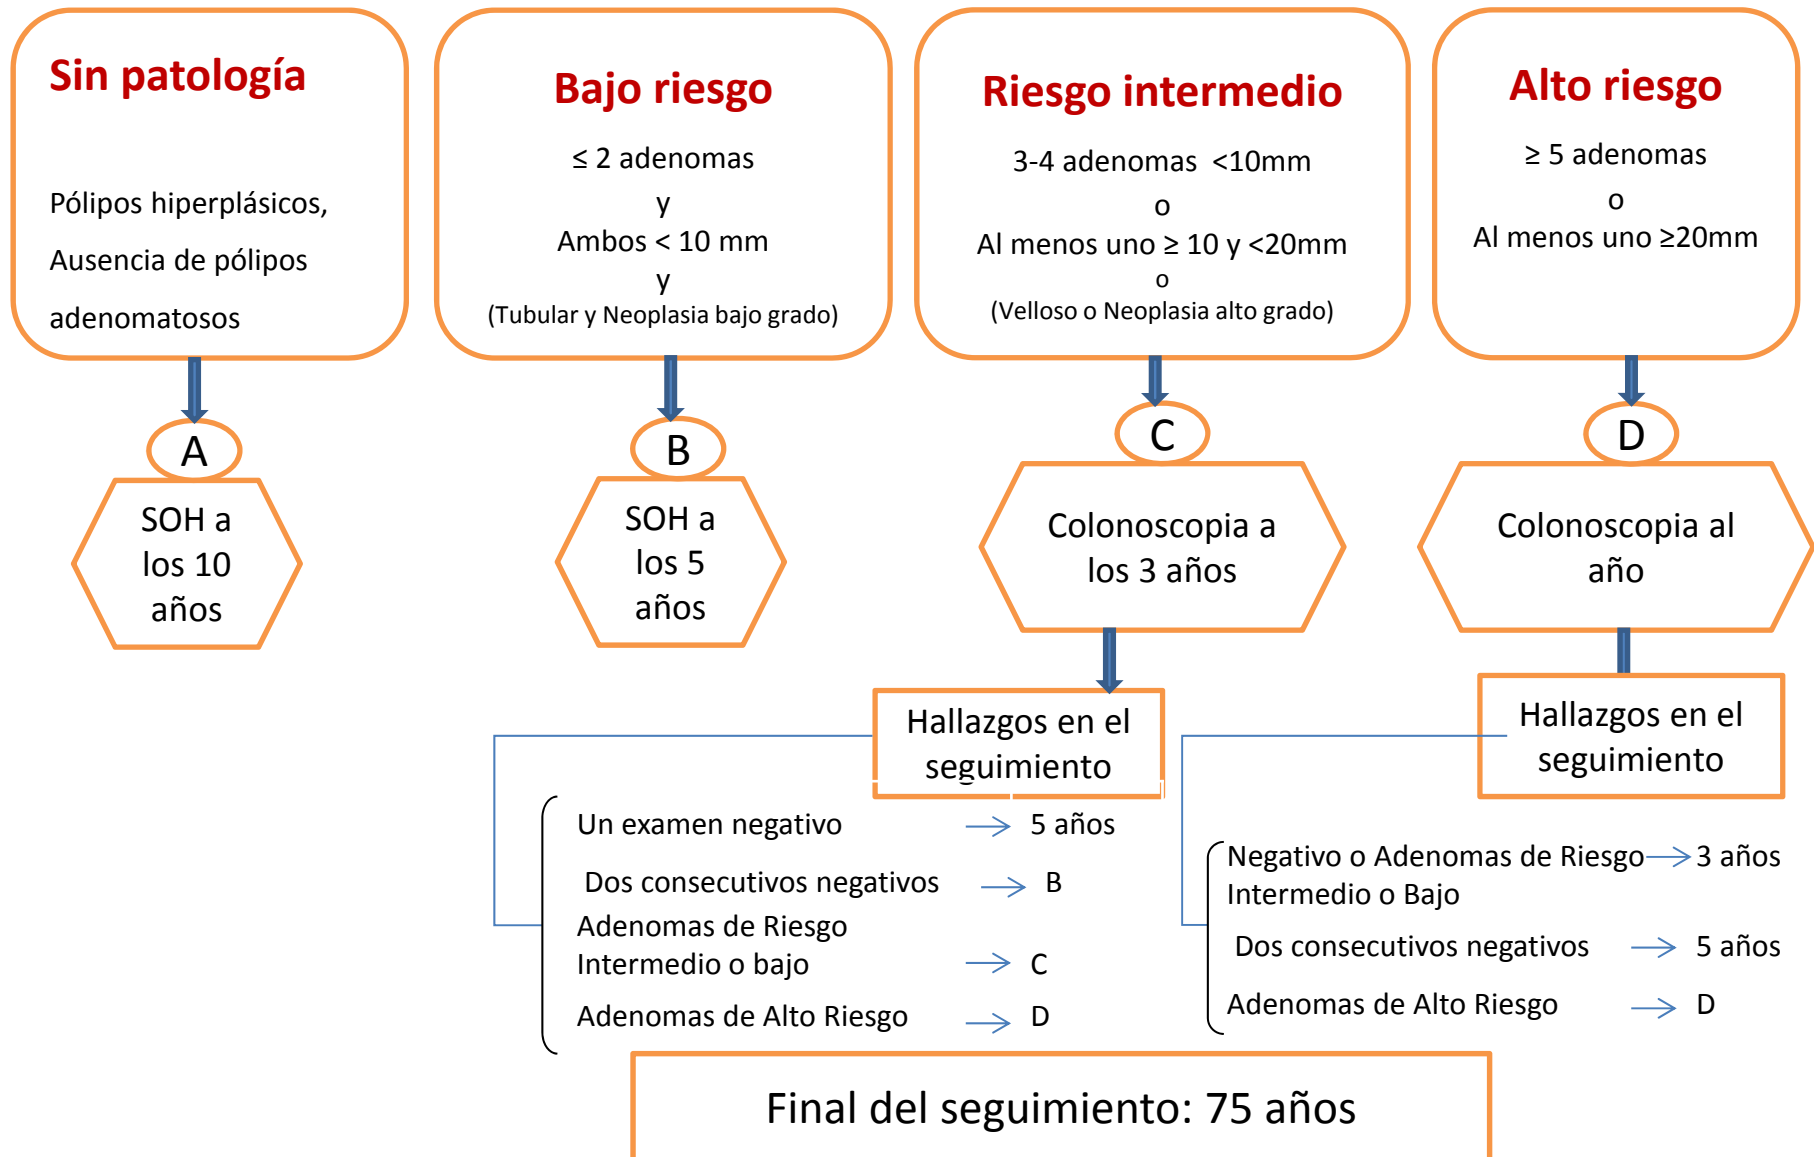 Sin patología
Pólipos hiperplásicos,
Ausencia de pólipos
adenomatosos
Bajo riesgo
≤ 2 adenomas
y
Ambos < 10 mm
y
(Tubular y Neoplasia bajo grado)
Riesgo intermedio
3-4 adenomas <10mm
o
Al menos uno ≥ 10 y <20mm
o
(Velloso o Neoplasia alto grado)
Alto riesgo
≥ 5 adenomas
o
Al menos uno ≥20mm
A
B
C
D
SOH a
los 10
años
SOH a
los 5
años
Colonoscopia a
los 3 años
Colonoscopia al
año
Hallazgos en el
seguimiento
Un examen negativo → 5 años
Dos consecutivos negativos → B
Adenomas de Riesgo
Intermedio o bajo → C
Adenomas de Alto Riesgo → D
Hallazgos en el
seguimiento
Negativo o Adenomas de Riesgo → 3 años
Intermedio o Bajo
Dos consecutivos negativos → 5 años
Adenomas de Alto Riesgo → D
Final del seguimiento: 75 años